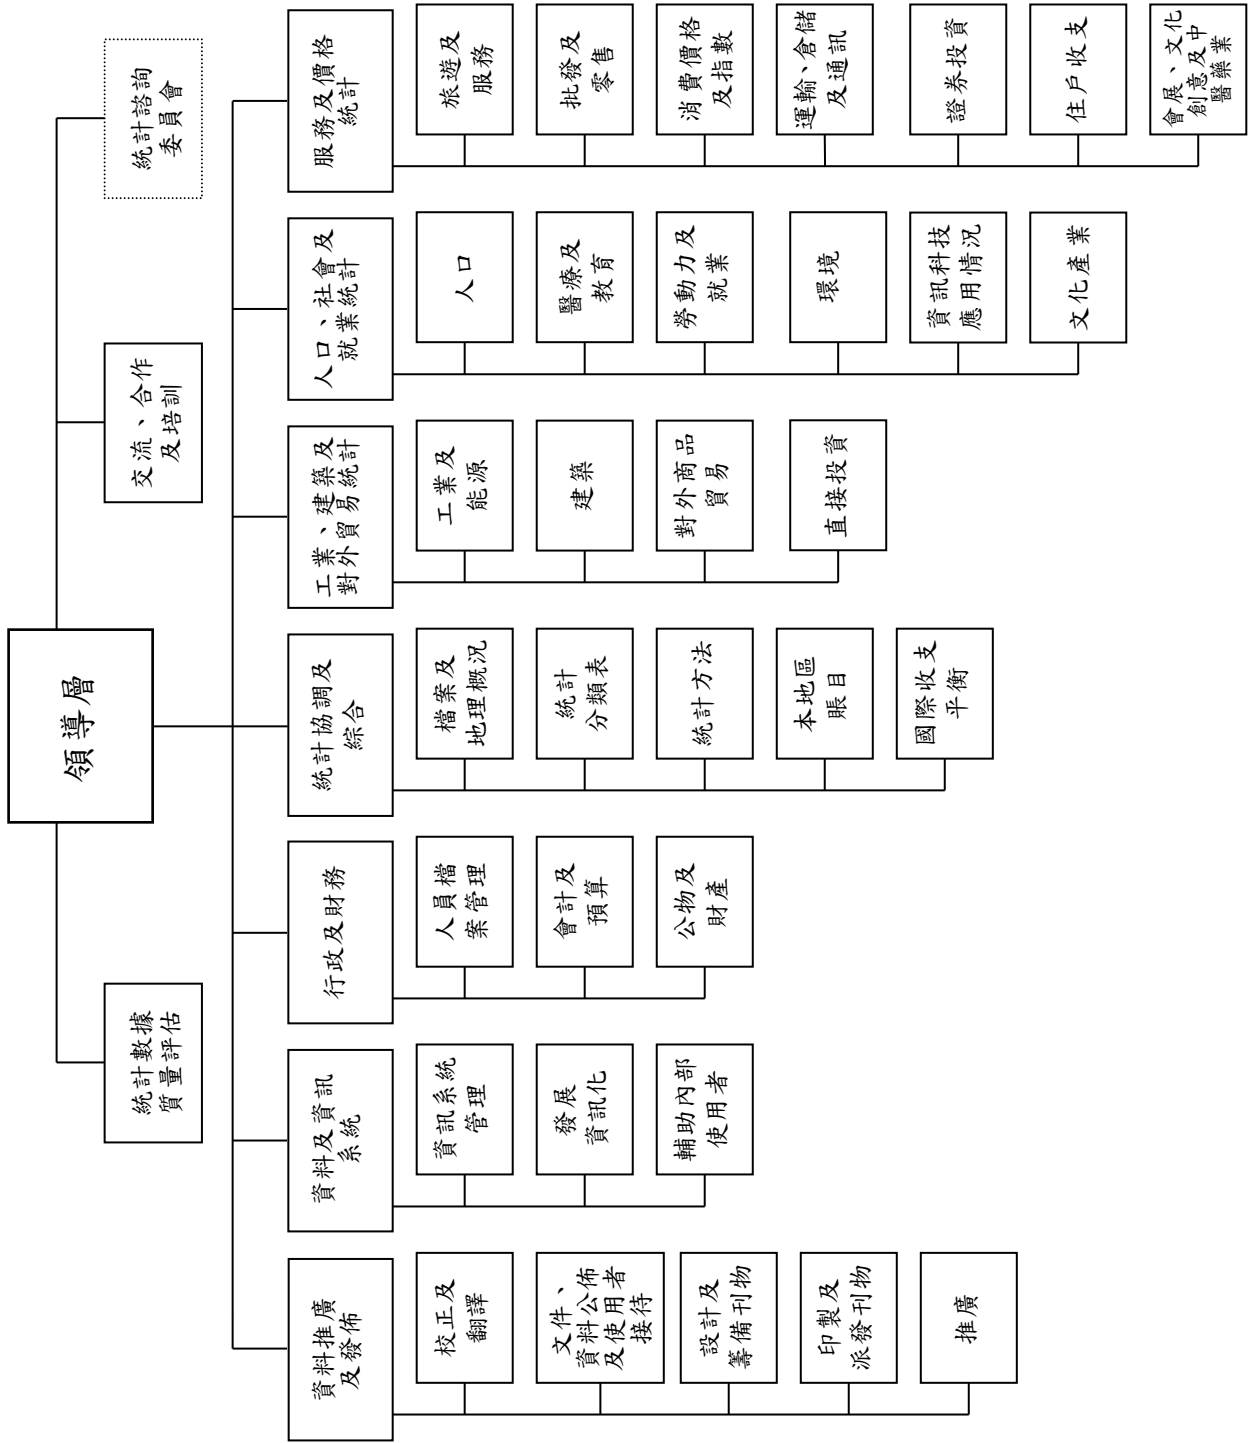 領導層
統計數據
質量評估
交流、合作
及培訓
統計諮詢
委員會
資料推廣
及發佈
校正及
翻譯
文件、
資料公佈
及使用者
接待
設計及
籌備刊物
印製及
派發刊物
推廣
資料及資訊
系統
資訊系統
管理
發展
資訊化
輔助內部
使用者
行政及財務
人員檔
案管理
會計及
預算
公物及
財產
統計協調及
綜合
檔案及
地理概況
統計
分類表
統計方法
本地區
賬目
國際收支
平衡
工業、建築及
對外貿易統計
工業及
能源
建築
對外商品
貿易
直接投資
人口、社會及
就業統計
人口
醫療及
教育
勞動力及
就業
環境
資訊科技
應用情況
文化產業
服務及價格
統計
旅遊及
服務
批發及
零售
消費價格
及指數
運輸、倉儲
及通訊
證券投資
住戶收支
會展、文化
創意及中
醫藥業